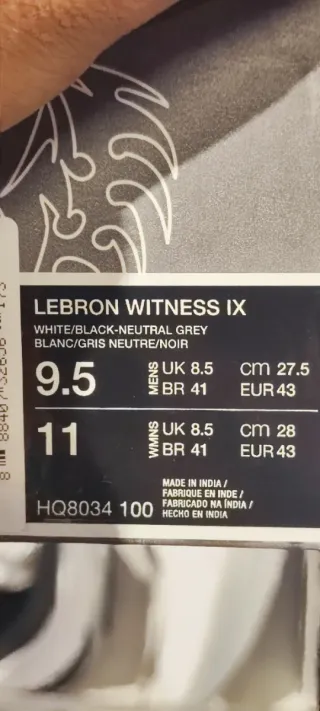 LEBRON WITNESS IX
WHITE/BLACK-NEUTRAL GREY
BLANC/GRIS NEUTRE/NOIR
9.5 MENS UK 8.5 cm 27.5
BR 41 EUR 43
11 WMNS UK 8.5 cm 28
BR 41 EUR 43
HQ8034 100
MADE IN INDIA /
FABRIQUE EN INDE /
FABRICADO NA ÍNDIA /
HECHO EN INDIA